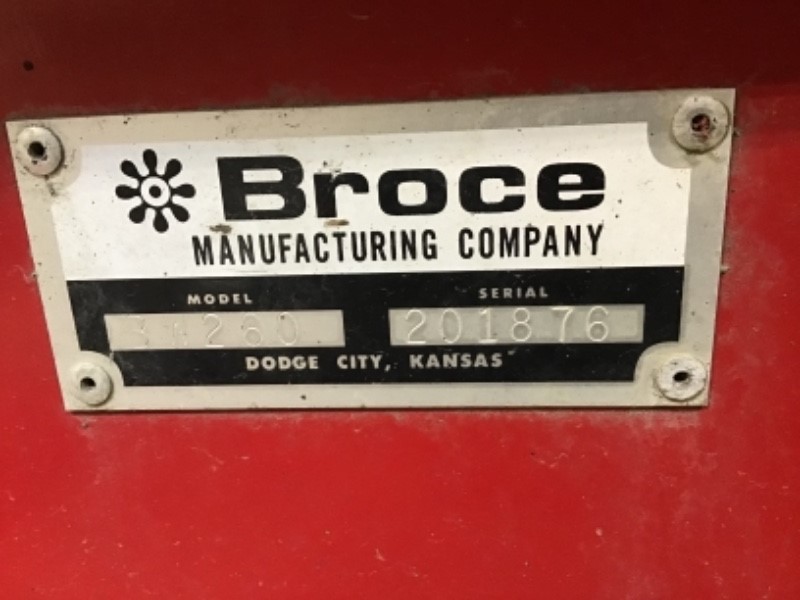 Broce
MANUFACTURING COMPANY
MODEL
SERIAL
201876
DODGE CITY, KANSAS